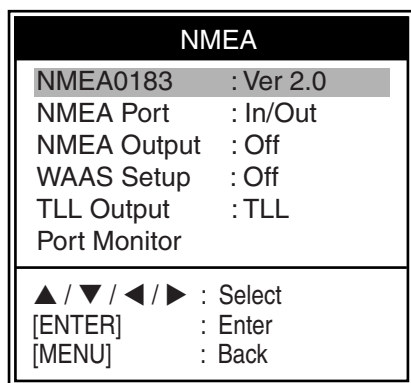 NMEA
NMEA0183 : Ver 2.0
NMEA Port : In/Out
NMEA Output : Off
WAAS Setup : Off
TLL Output : TLL
Port Monitor
▲ / ▼ / ◀ / ▶ : Select
[ENTER] : Enter
[MENU] : Back